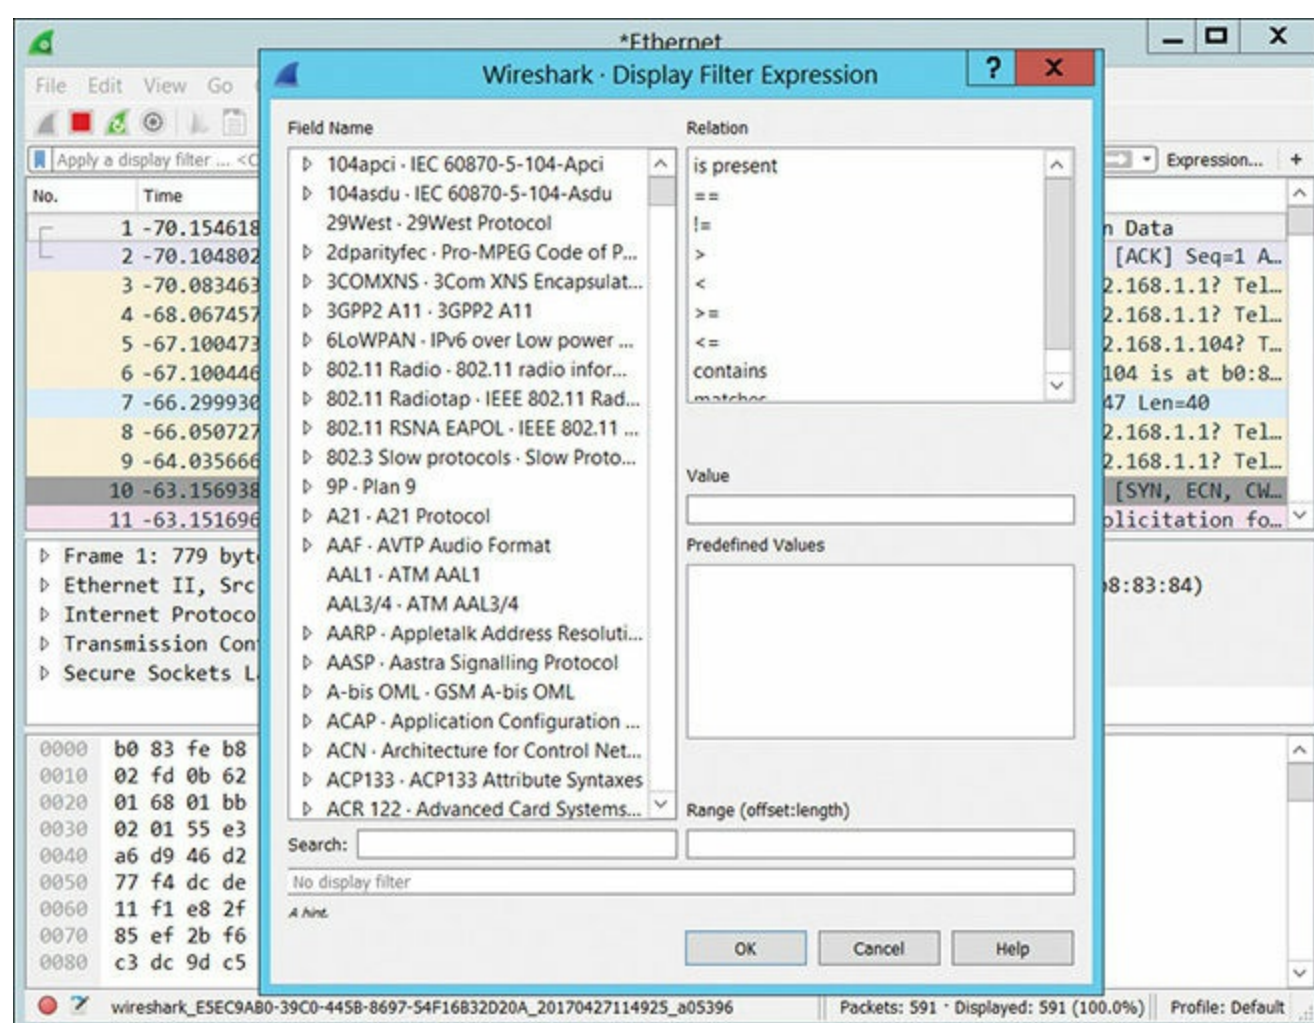 *Ethernet
Wireshark · Display Filter Expression
? X
File Edit View Go
Apply a display filter ... <C
Expression... +
No. Time
1 -70.154618
n Data
2 -70.104802
[ACK] Seq=1 A...
3 -70.083463
2.168.1.1? Tel...
4 -68.067457
2.168.1.1? Tel...
5 -67.100473
2.168.1.104? T...
6 -67.100446
104 is at b0:8...
7 -66.299930
47 Len=40
8 -66.050727
2.168.1.1? Tel...
9 -64.035666
2.168.1.1? Tel...
10 -63.156938
[SYN, ECN, CW...
11 -63.151696
olicitation fo...
Frame 1: 779 byt
Ethernet II, Src
8:83:84)
Internet Protoco
Transmission Con
Secure Sockets L
0000 b0 83 fe b8
0010 02 fd 0b 62
0020 01 68 01 bb
0030 02 01 55 e3
0040 a6 d9 46 d2
0050 77 f4 dc de
0060 11 f1 e8 2f
0070 85 ef 2b f6
0080 c3 dc 9d c5
Field Name
104apci · IEC 60870-5-104-Apci
104asdu · IEC 60870-5-104-Asdu
29West · 29West Protocol
2dparityfec · Pro-MPEG Code of P...
3COMXNS · 3Com XNS Encapsulat...
3GPP2 A11 · 3GPP2 A11
6LoWPAN · IPv6 over Low power ...
802.11 Radio · 802.11 radio infor...
802.11 Radiotap · IEEE 802.11 Rad...
802.11 RSNA EAPOL · IEEE 802.11 ...
802.3 Slow protocols · Slow Proto...
9P · Plan 9
A21 · A21 Protocol
AAF · AVTP Audio Format
AAL1 · ATM AAL1
AAL3/4 · ATM AAL3/4
AARP · Appletalk Address Resoluti...
AASP · Aastra Signalling Protocol
A-bis OML · GSM A-bis OML
ACAP · Application Configuration ...
ACN · Architecture for Control Net...
ACP133 · ACP133 Attribute Syntaxes
ACR 122 · Advanced Card Systems...
Search:
Relation
is present
==
!=
>
<
>=
<=
contains
matches
Value
Predefined Values
Range (offset:length)
No display filter
A hint.
OK Cancel Help
wireshark_E5EC9AB0-39C0-445B-8697-54F16B32D20A_20170427114925_a05396
Packets: 591 · Displayed: 591 (100.0%)
Profile: Default